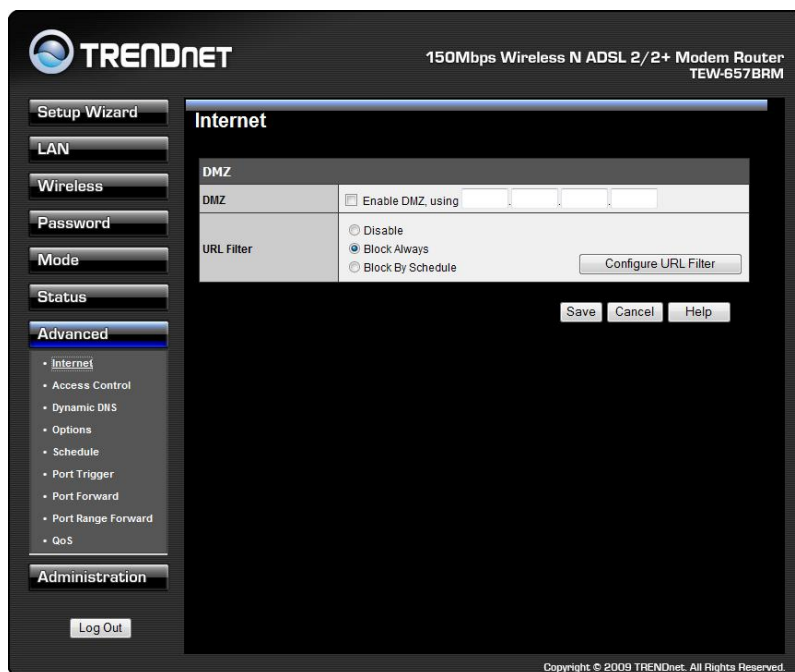 TRENDNET
150Mbps Wireless N ADSL 2/2+ Modem Router
TEW-657BRM
Setup Wizard
LAN
Wireless
Password
Mode
Status
Advanced
• Internet
• Access Control
• Dynamic DNS
• Options
• Schedule
• Port Trigger
• Port Forward
• Port Range Forward
• QoS
Administration
Log Out
Internet
DMZ
DMZ
Enable DMZ, using . . .
URL Filter
Disable
Block Always
Block By Schedule
Configure URL Filter
Save Cancel Help
Copyright © 2009 TRENDnet. All Rights Reserved.